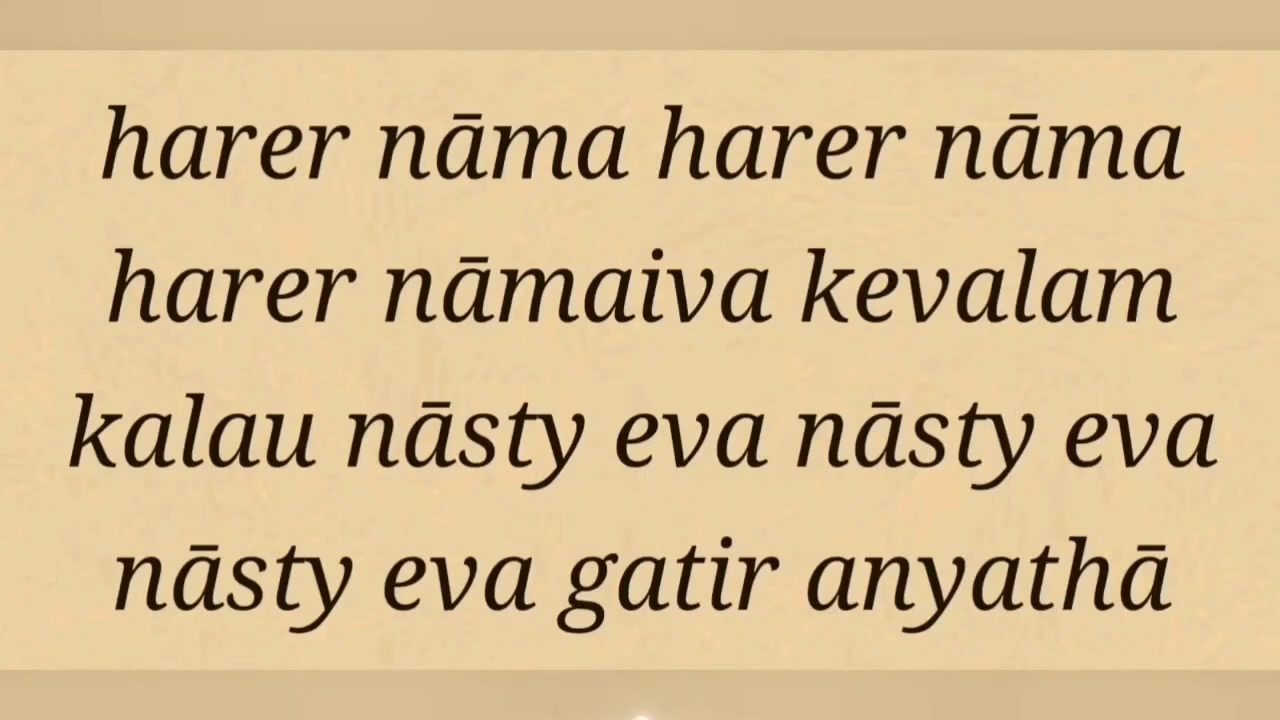 harer nāma harer nāma
harer nāmaiva kevalam
kalau nāsty eva nāsty eva
nāsty eva gatir anyathā